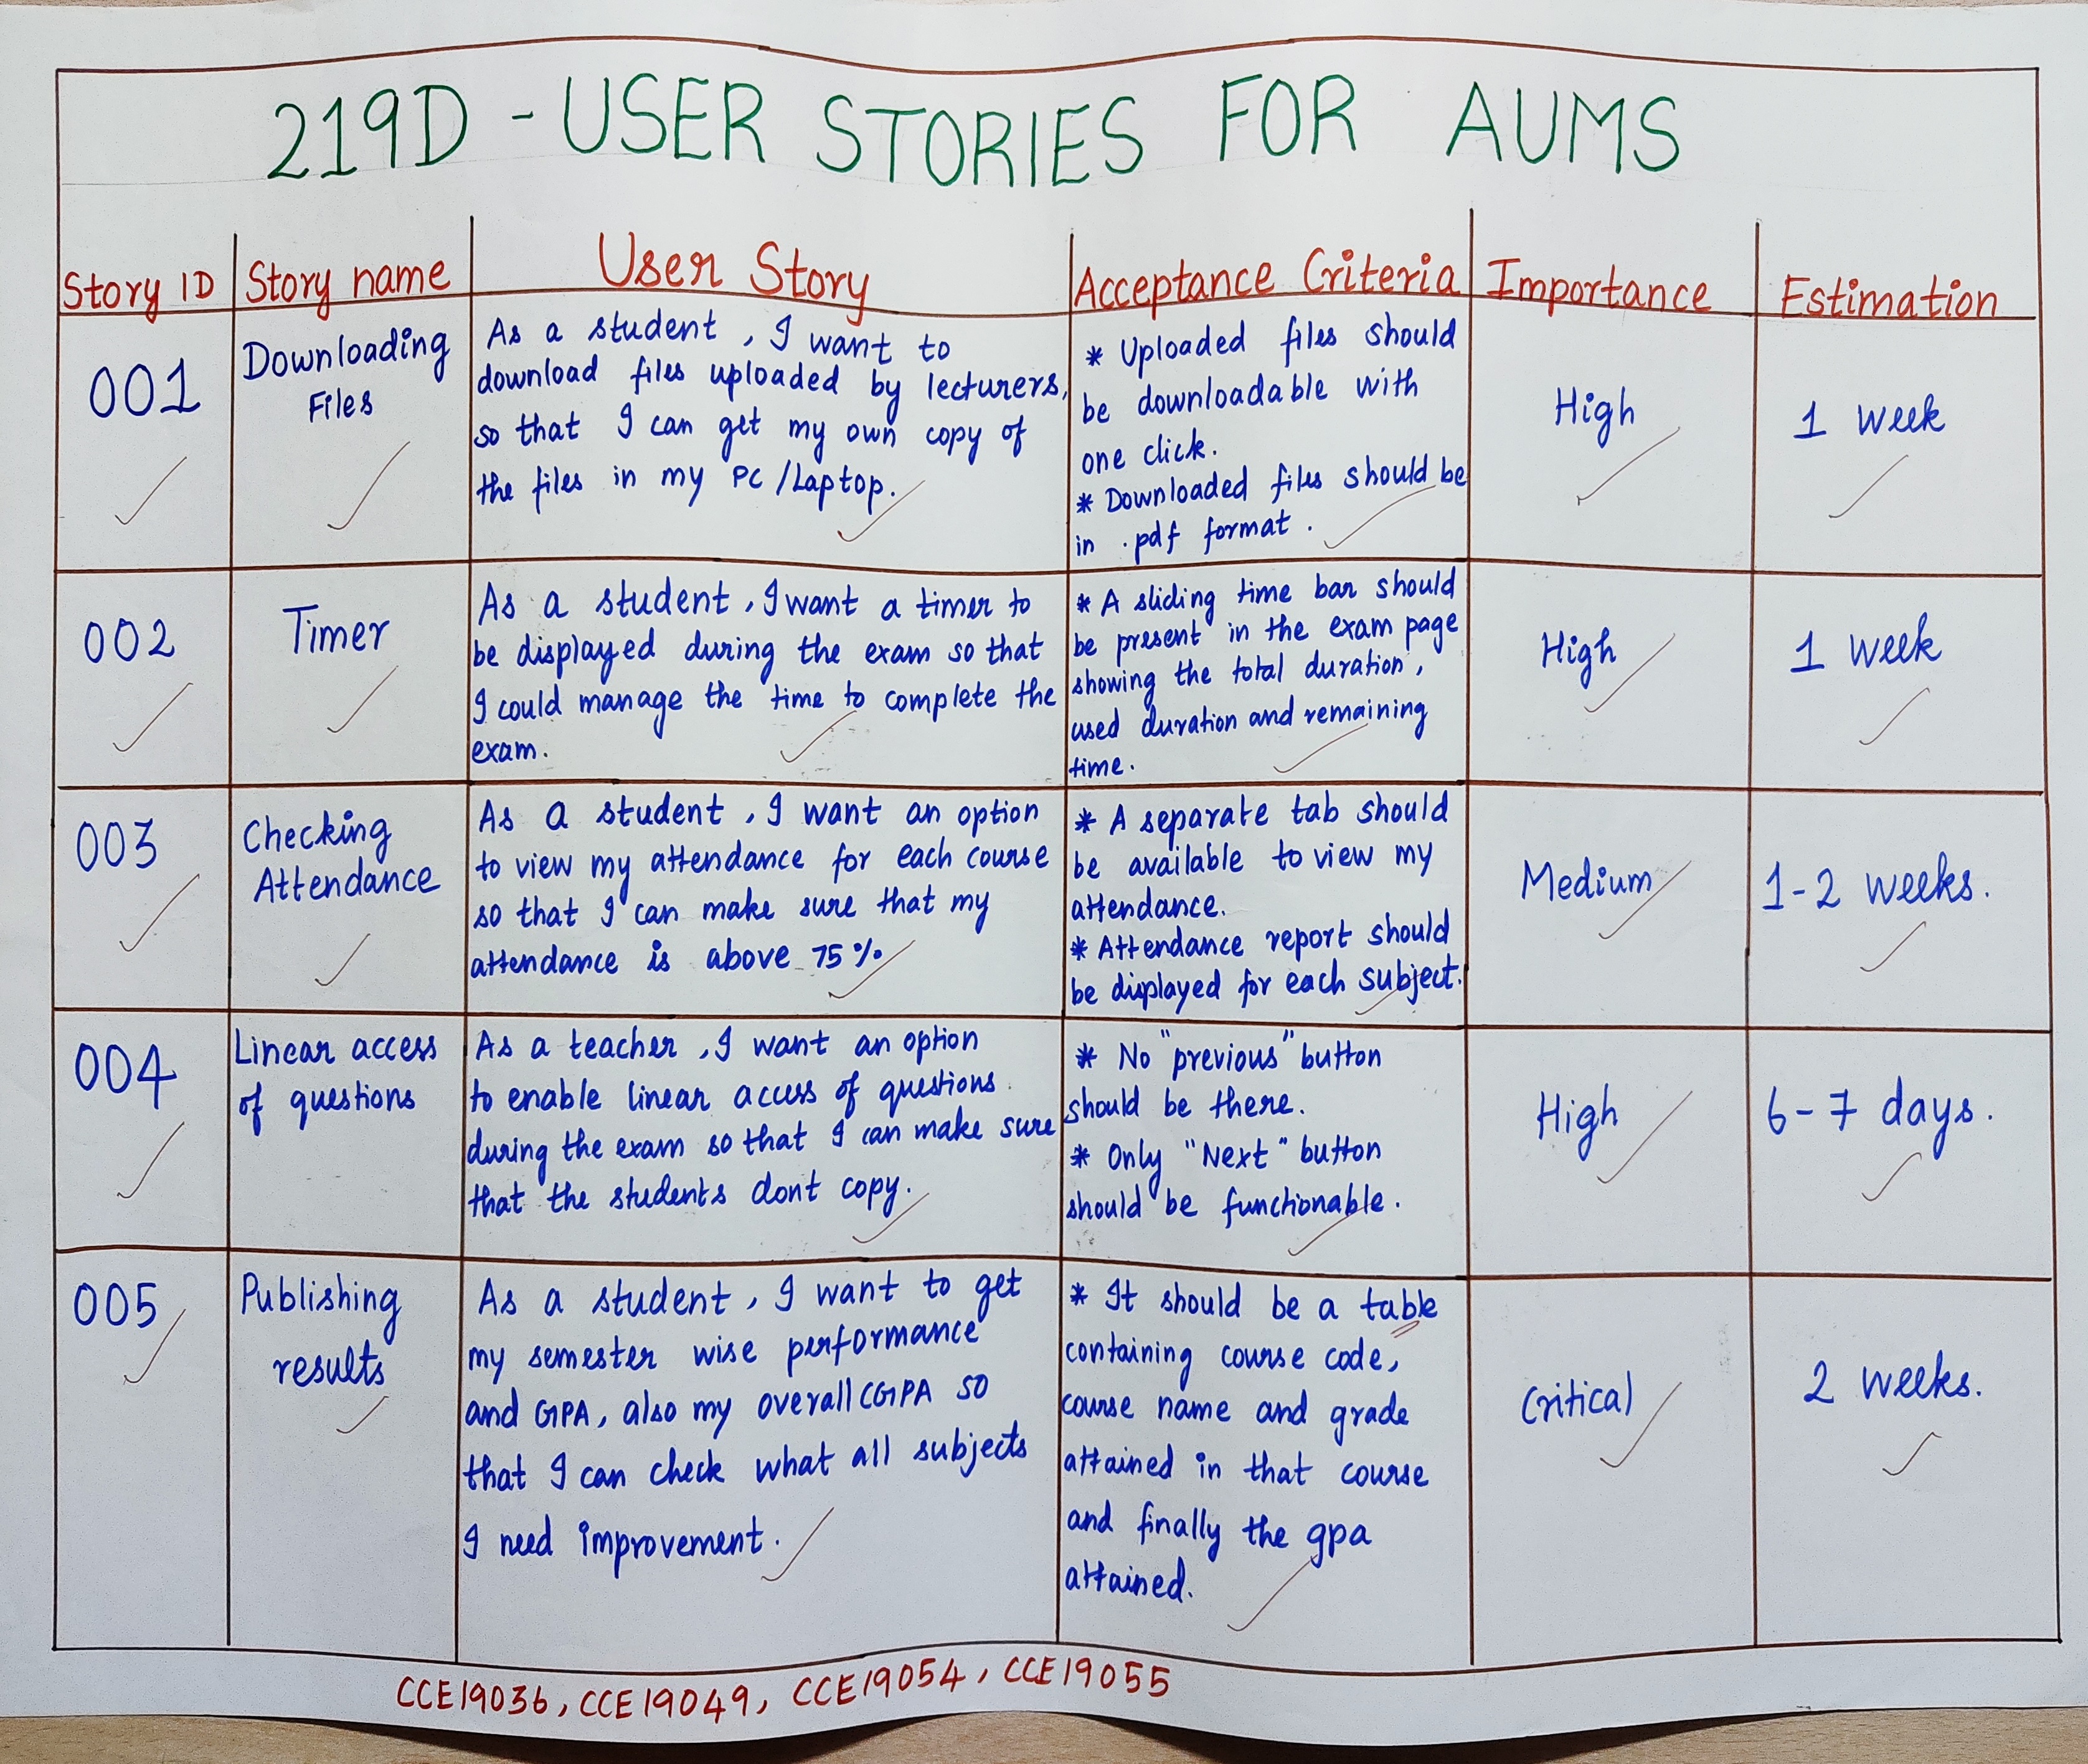 219D - USER STORIES FOR AUMS
Story ID
Story name
User Story
Acceptance Criteria
Importance
Estimation
001
Downloading
Files
As a student, I want to
download files uploaded by lecturers,
so that I can get my own copy of
the files in my PC/Laptop.
* Uploaded files should
be downloadable with
one click.
* Downloaded files should be
in .pdf format.
High
1 week
002
Timer
As a student, I want a timer to
be displayed during the exam so that
I could manage the time to complete the
exam.
* A sliding time bar should
be present in the exam page
showing the total duration,
used duration and remaining
time.
High
1 week
003
Checking
Attendance
As a student, I want an option
to view my attendance for each course
so that I can make sure that my
attendance is above 75%
* A separate tab should
be available to view my
attendance.
* Attendance report should
be displayed for each subject.
Medium
1-2 weeks.
004
Linear access
of questions
As a teacher, I want an option
to enable linear access of questions
during the exam so that I can make sure
that the students dont copy.
* No "previous" button
should be there.
* Only "Next" button
should be functionable.
High
6-7 days.
005
Publishing
results
As a student, I want to get
my semester wise performance
and GPA, also my overall CGPA so
that I can check what all subjects
I need improvement.
* It should be a table
containing course code,
course name and grade
attained in that course
and finally the gpa
attained.
Critical
2 weeks.
CCE19036, CCE19049, CCE19054, CCE19055